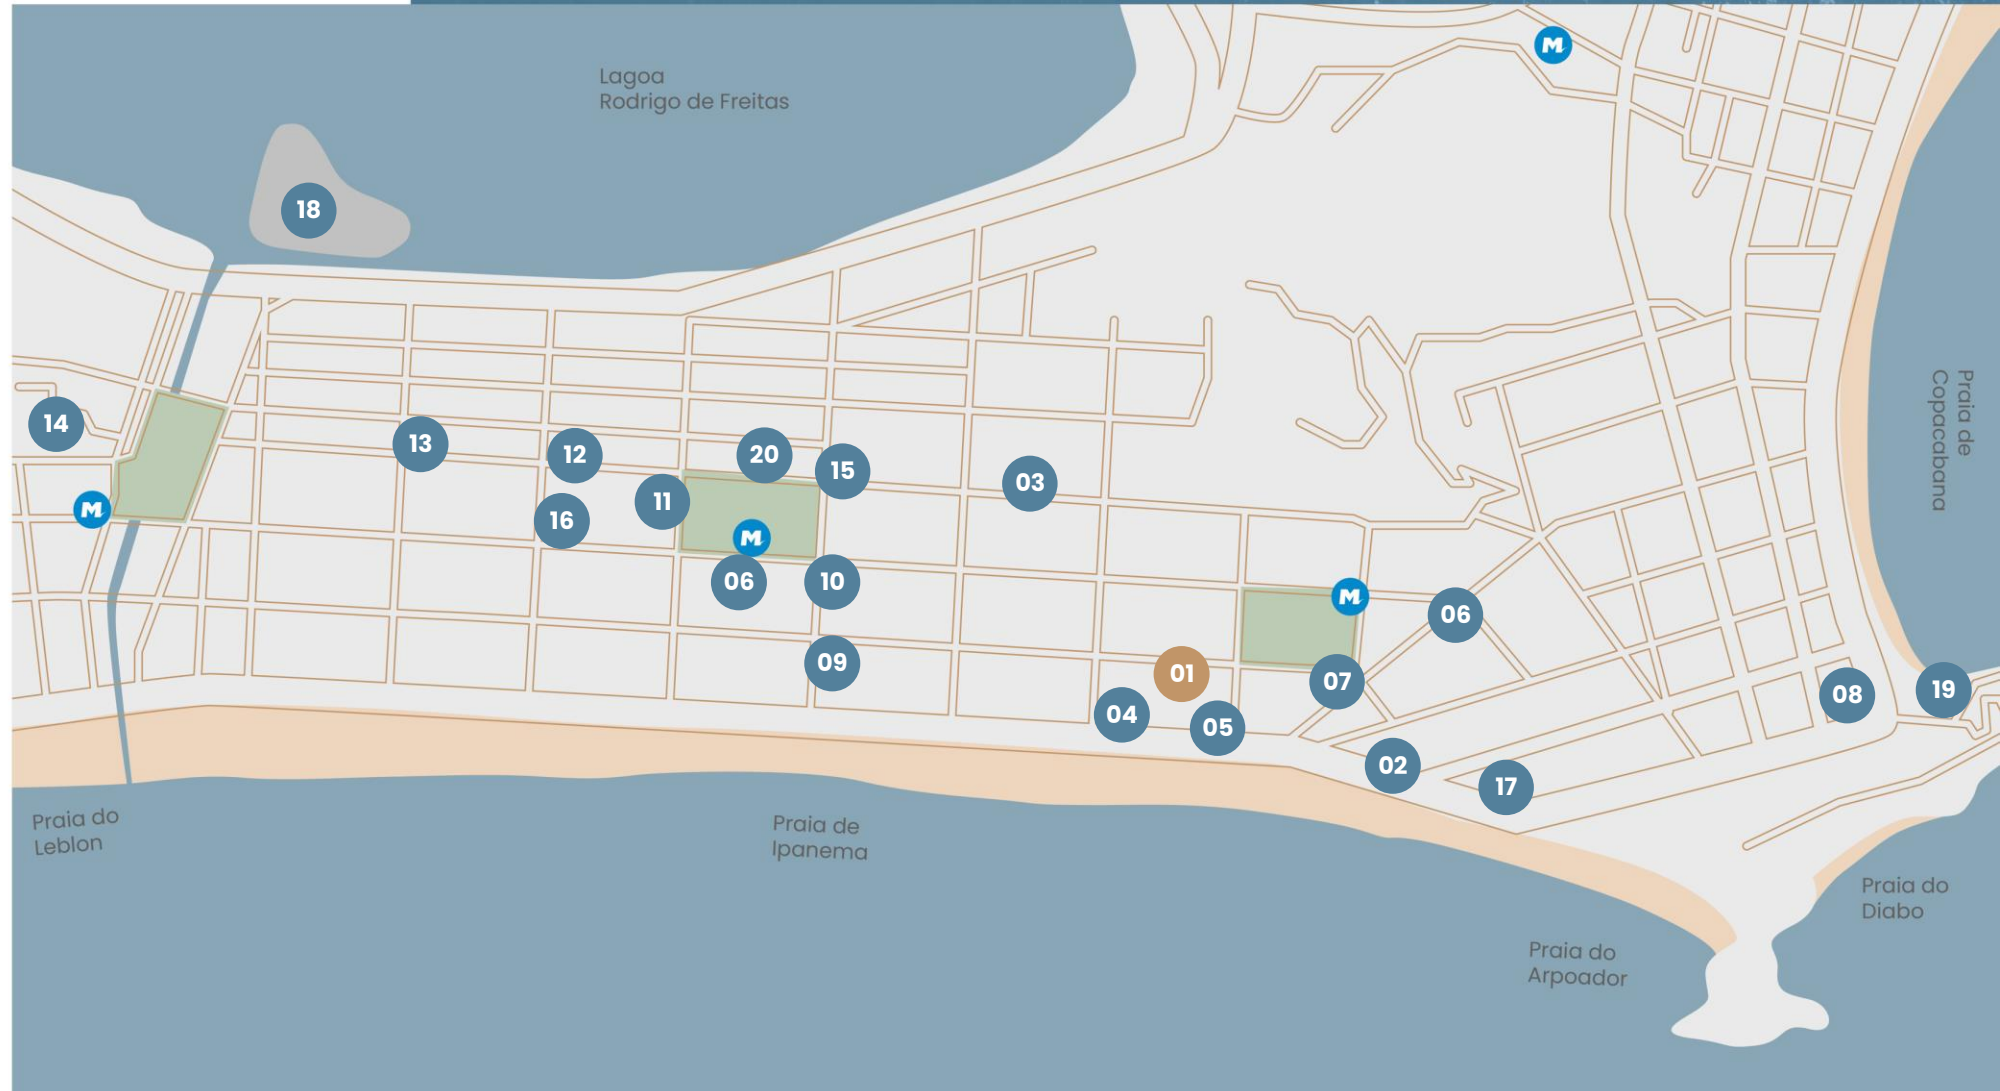 M
Lagoa
Rodrigo de Freitas
18
Praia de
Copacabana
14
13
12
20
15
11
03
M
16
M
06
10
M
06
09
01
07
04
05
08
19
02
17
Praia do
Leblon
Praia de
Ipanema
Praia do
Diabo
Praia do
Arpoador